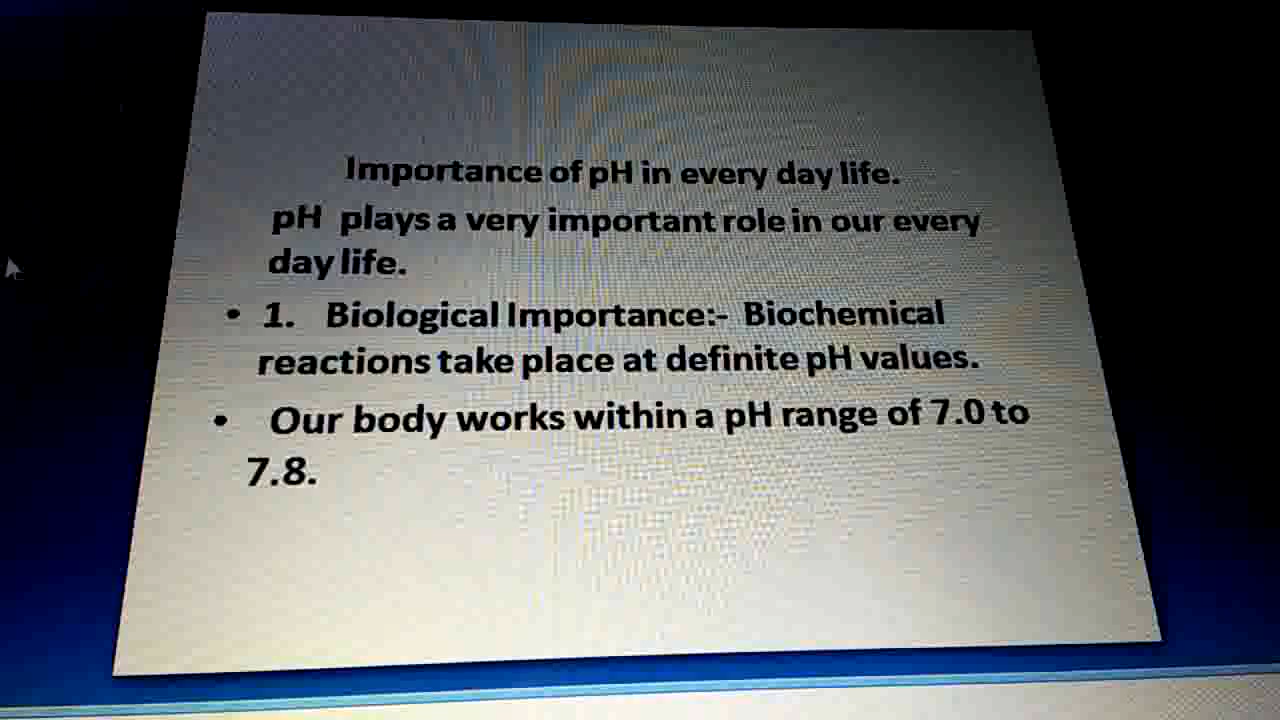 Importance of pH in every day life.
pH plays a very important role in our every
day life.
• 1. Biological Importance:- Biochemical
reactions take place at definite pH values.
• Our body works within a pH range of 7.0 to
7.8.